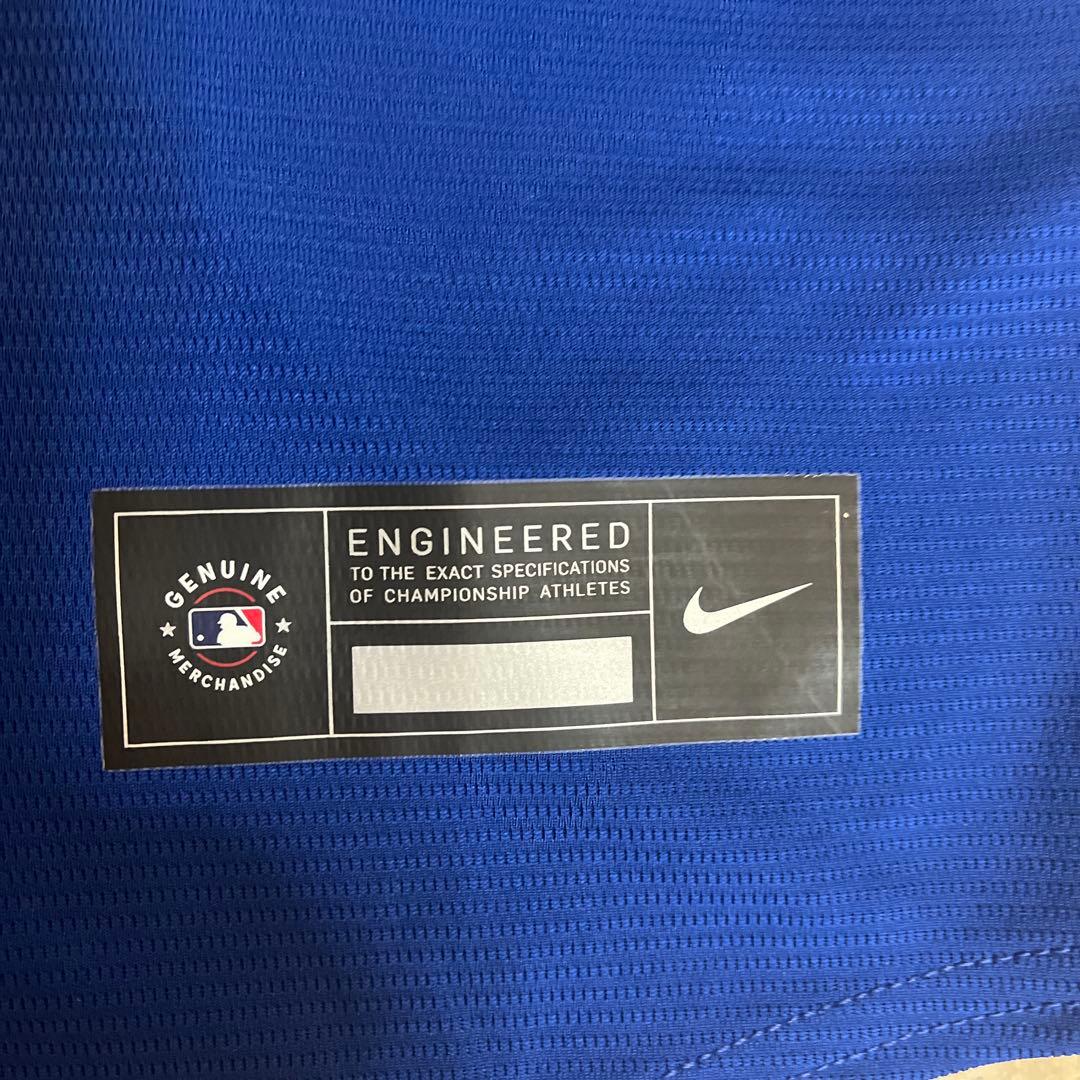 GENUINE
MERCHANDISE
ENGINEERED
TO THE EXACT SPECIFICATIONS
OF CHAMPIONSHIP ATHLETES